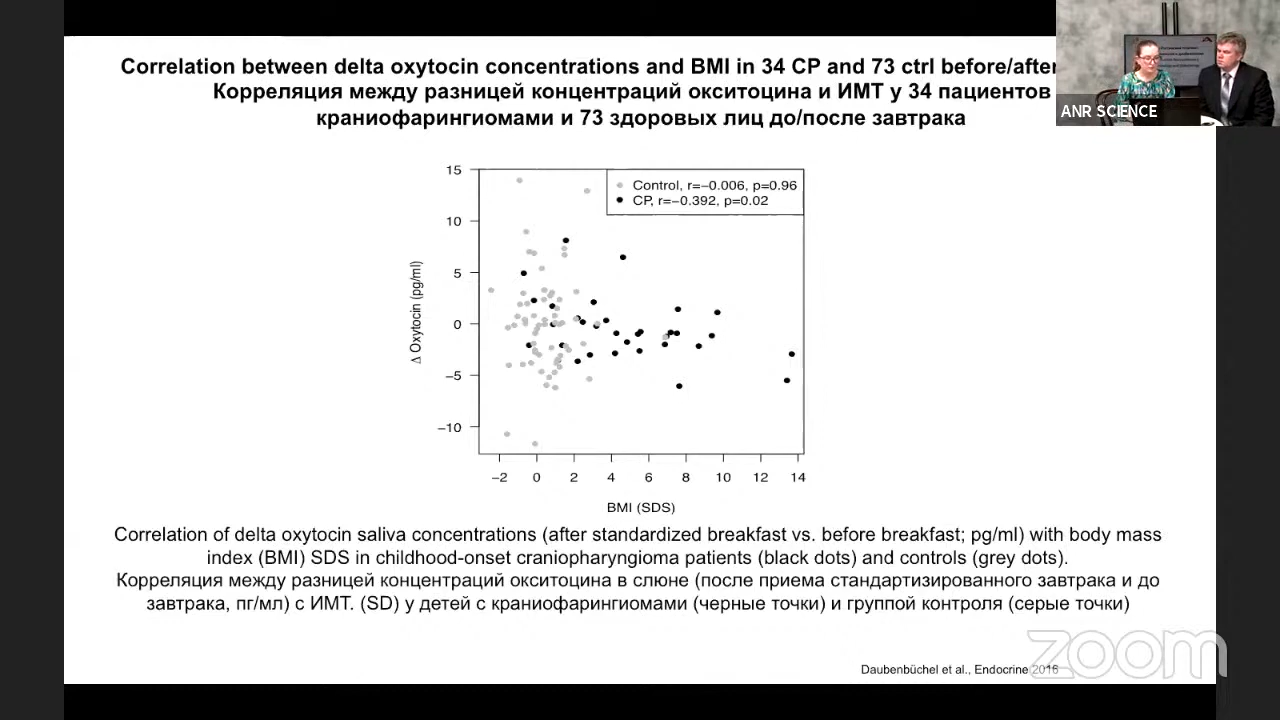 Correlation between delta oxytocin concentrations and BMI in 34 CP and 73 ctrl before/after
Корреляция между разницей концентраций окситоцина и ИМТ у 34 пациентов
краниофарингиомами и 73 здоровых лиц до/после завтрака
ANR SCIENCE
15
10
5
0
−5
−10
Δ Oxytocin (pg/ml)
Control, r=−0.006, p=0.96
CP, r=−0.392, p=0.02
−2 0 2 4 6 8 10 12 14
BMI (SDS)
Correlation of delta oxytocin saliva concentrations (after standardized breakfast vs. before breakfast; pg/ml) with body mass
index (BMI) SDS in childhood-onset craniopharyngioma patients (black dots) and controls (grey dots).
Корреляция между разницей концентраций окситоцина в слюне (после приема стандартизированного завтрака и до
завтрака, пг/мл) с ИМТ. (SD) у детей с краниофарингиомами (черные точки) и группой контроля (серые точки)
Daubenbüchel et al., Endocrine 2016
zoom